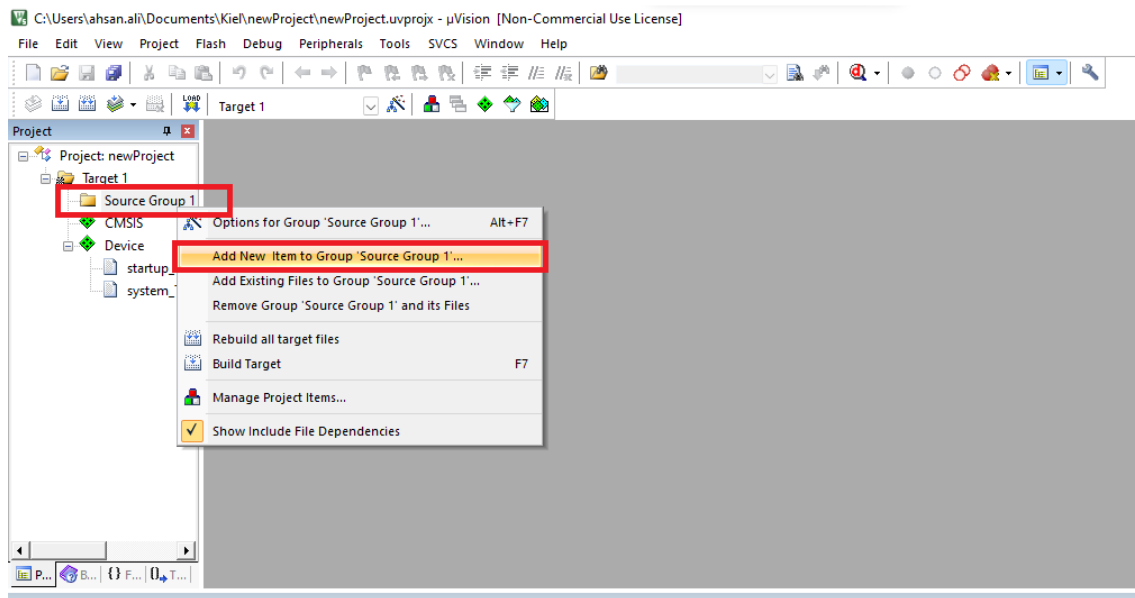 C:\Users\ahsan.ali\Documents\Kiel\newProject\newProject.uvprojx - µVision [Non-Commercial Use License]
File Edit View Project Flash Debug Peripherals Tools SVCS Window Help
LOAD Target 1
Project
Project: newProject
Target 1
Source Group 1
CMSIS
Device
startup_
system_
Options for Group 'Source Group 1'... Alt+F7
Add New Item to Group 'Source Group 1'...
Add Existing Files to Group 'Source Group 1'...
Remove Group 'Source Group 1' and its Files
Rebuild all target files
Build Target F7
Manage Project Items...
Show Include File Dependencies
P... B... {} F... 0 T...